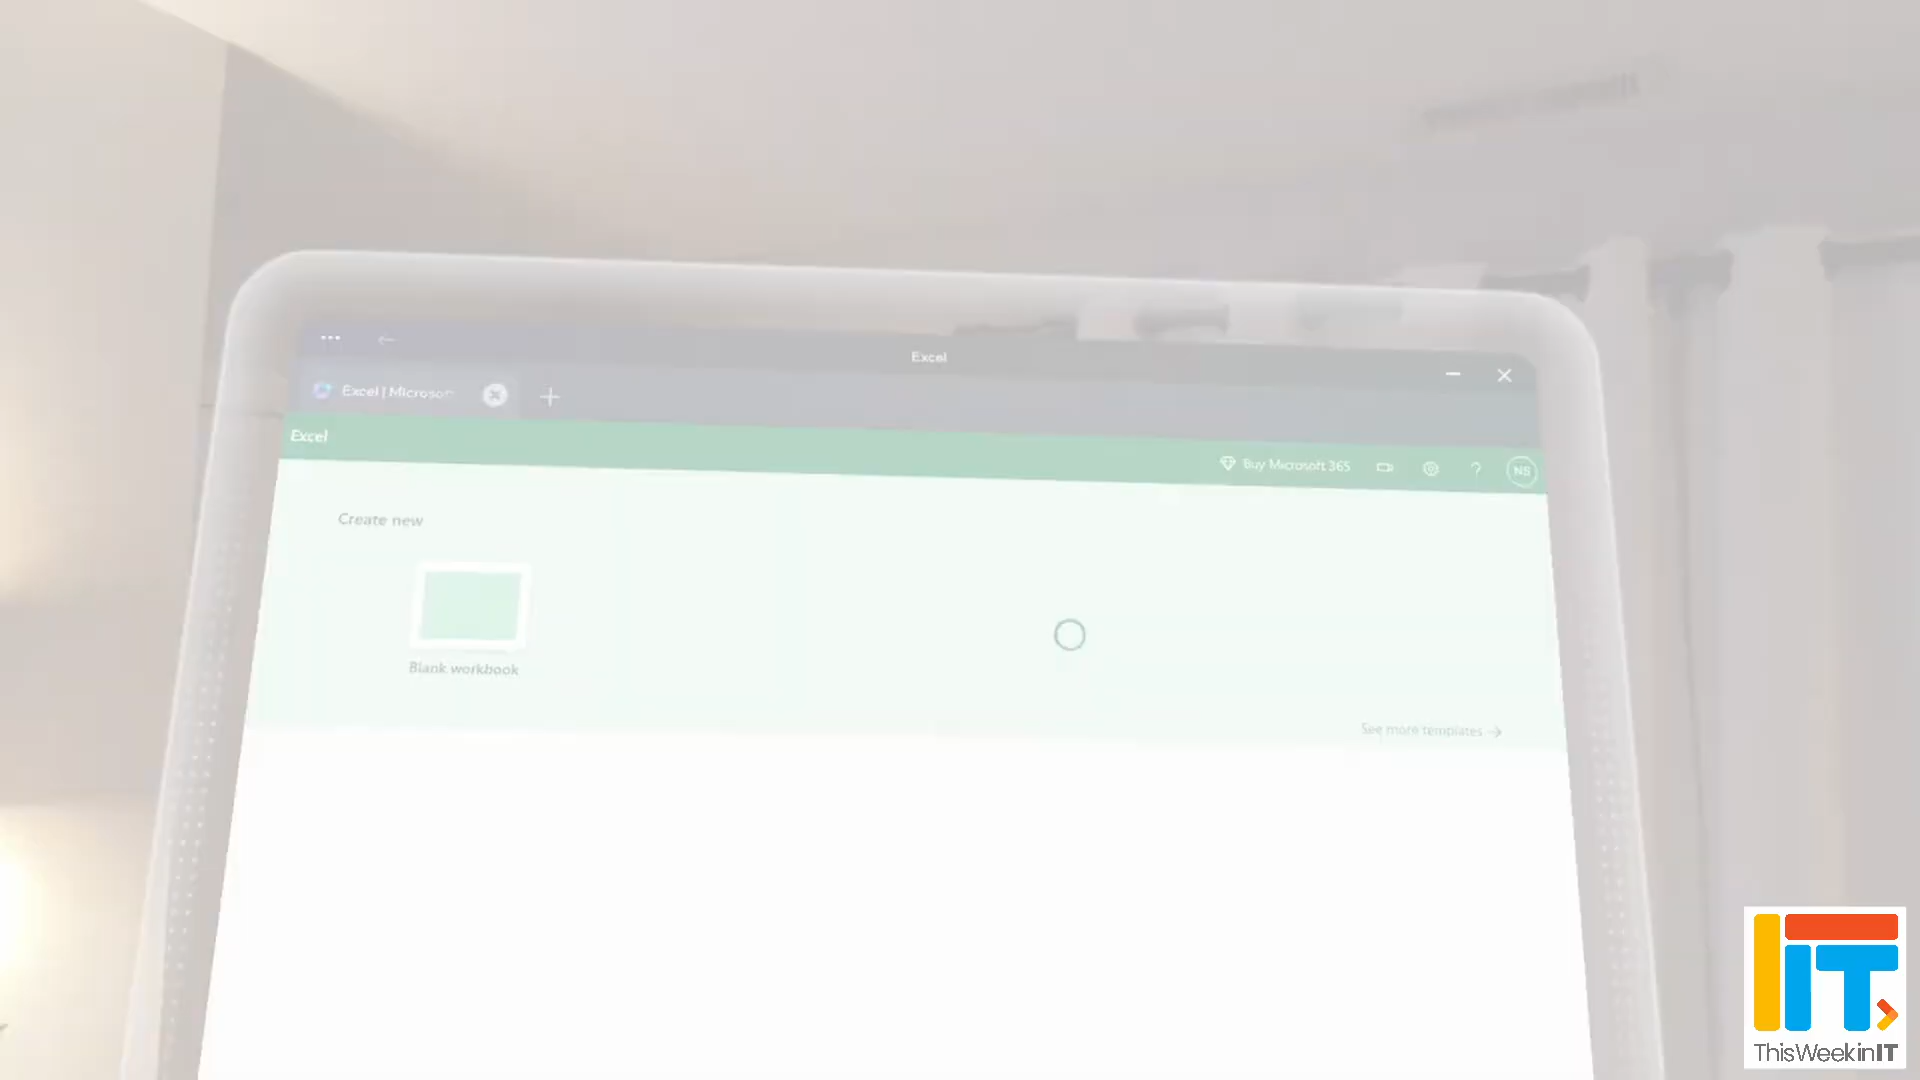 Excel
Excel | Microsoft
Excel
Buy Microsoft 365
?
NS
Create new
Blank workbook
See more templates →
IT
ThisWeekinIT